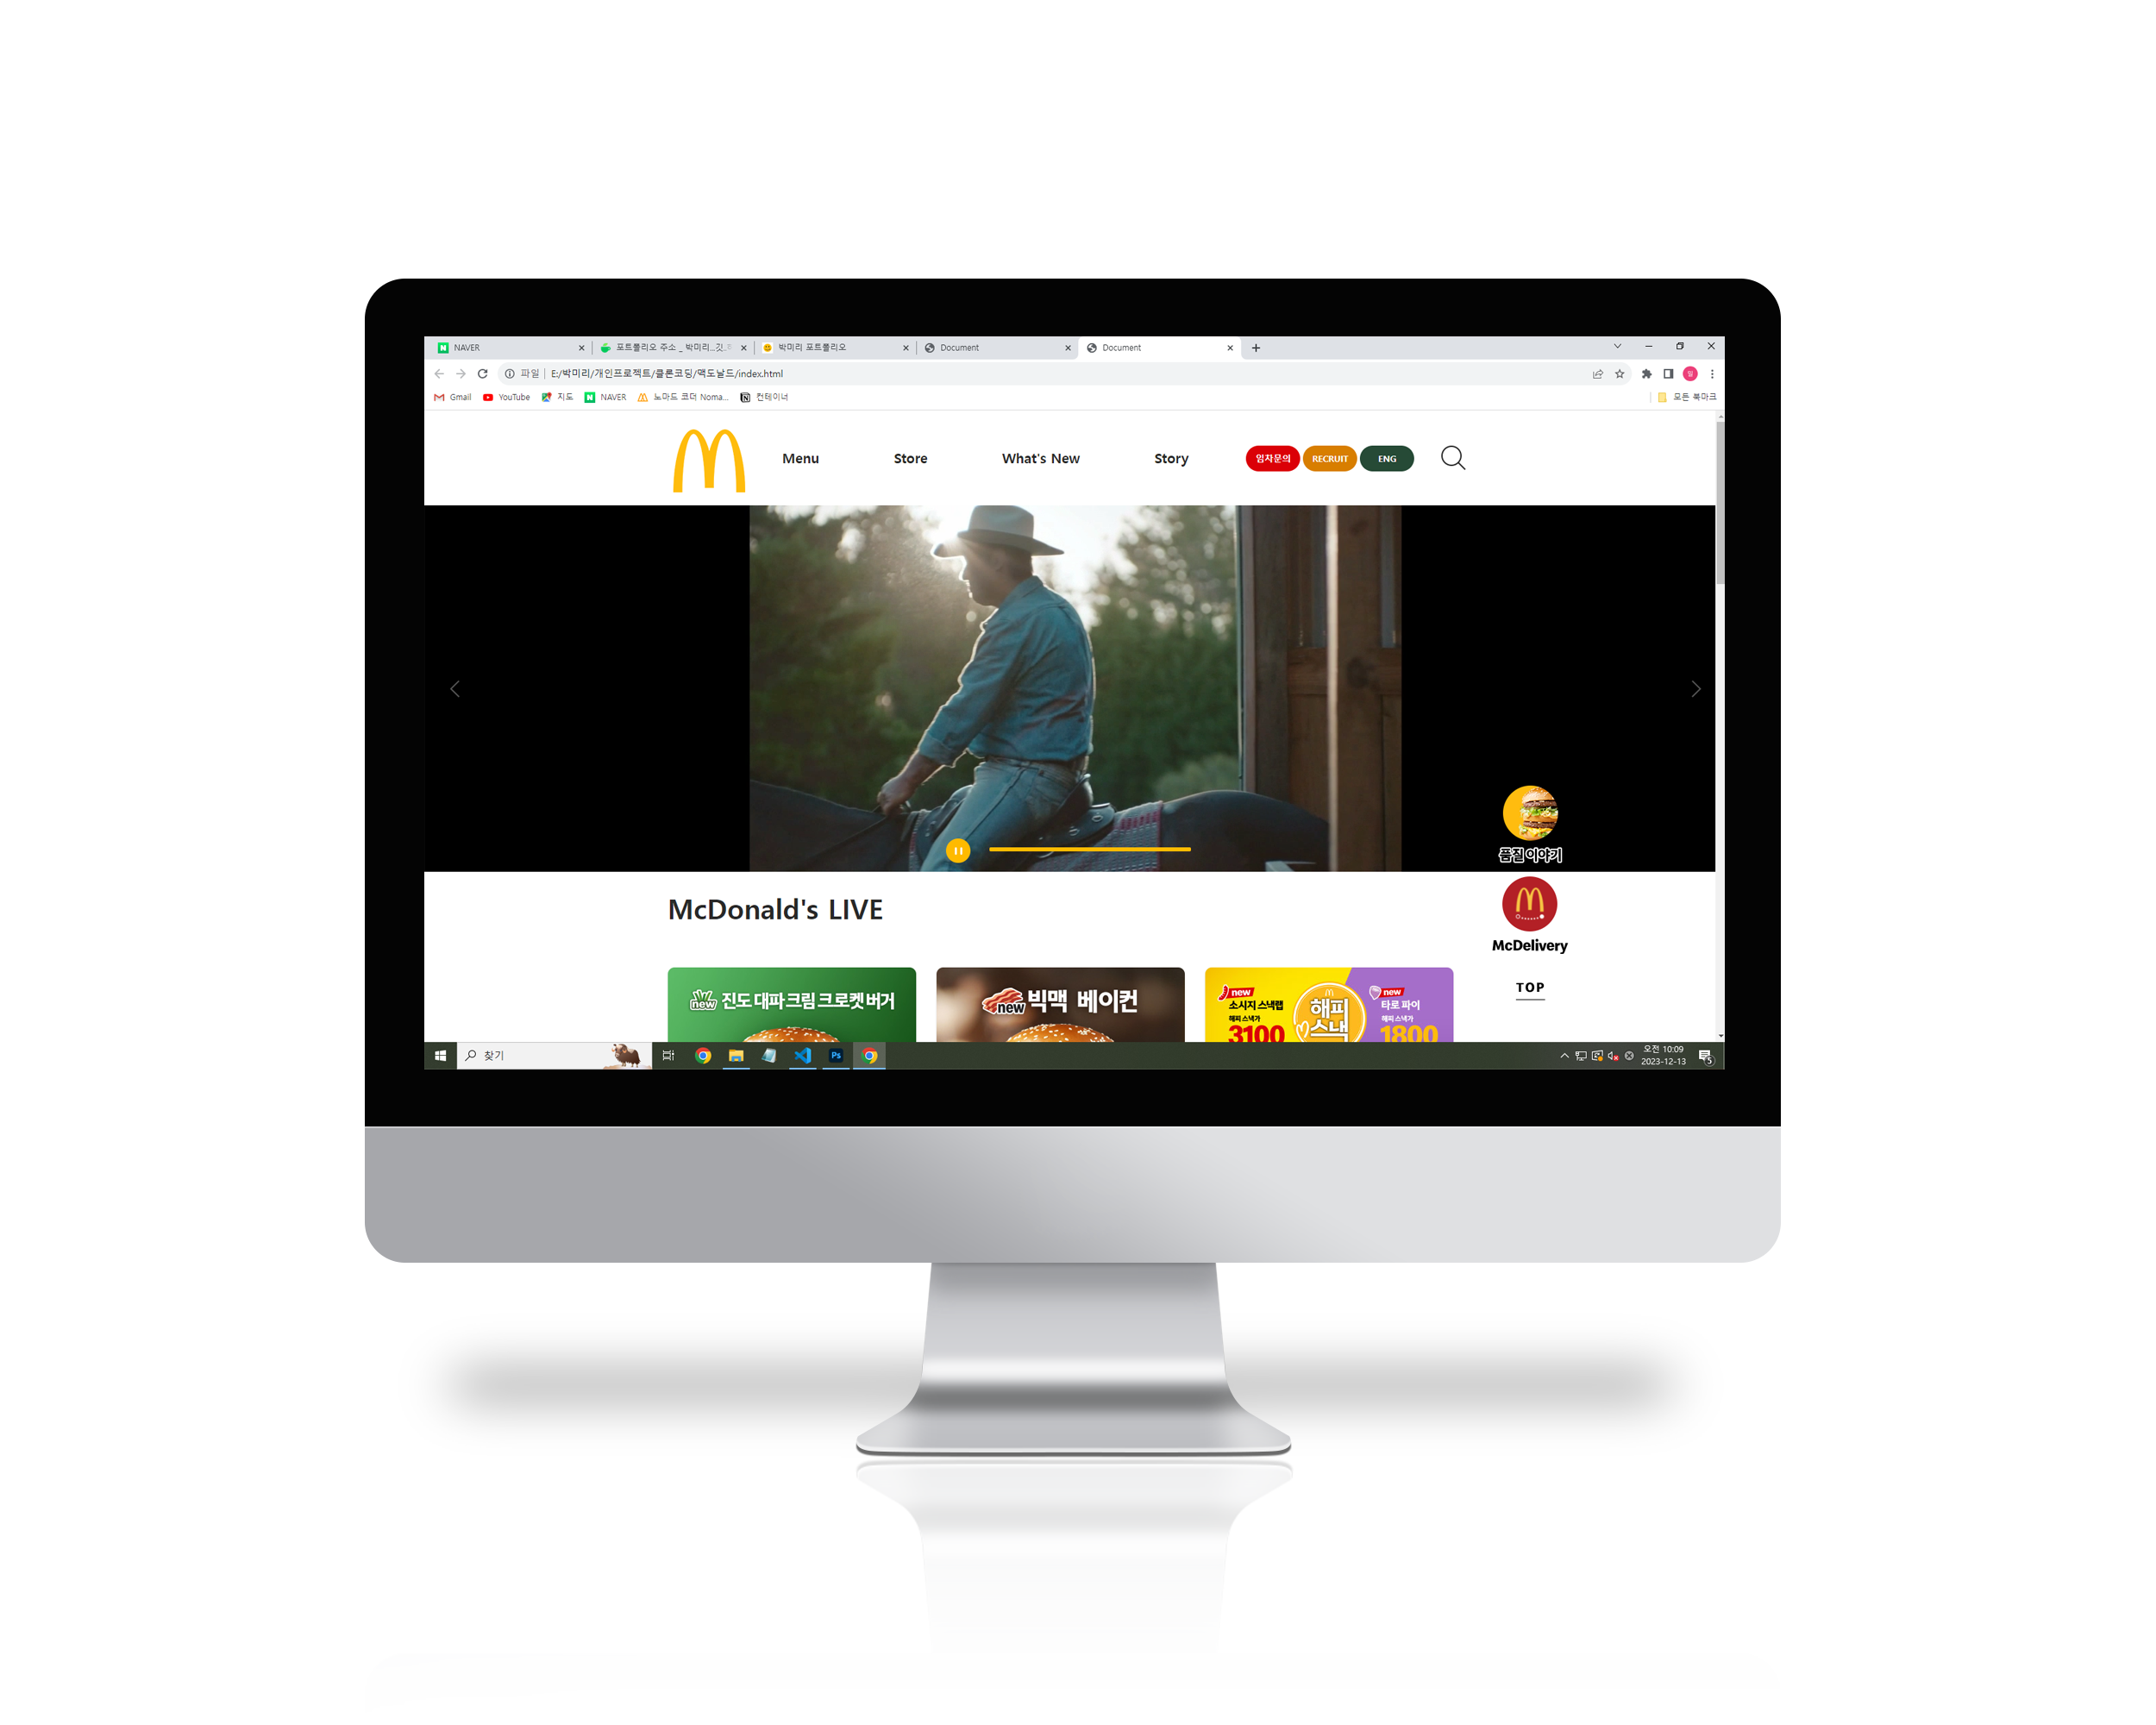 NAVER
포트폴리오 주소 _ 박미리...깃..
박미리 포트폴리오
Document
Document
파일 E:/박미리/개인프로젝트/클론코딩/맥도날드/index.html
Gmail YouTube 지도 NAVER 노마드 코더 Noma... 컨테이너 모든 북마크
Menu Store What's New Story 임차문의 RECRUIT ENG
품질 이야기
McDonald's LIVE
McDelivery
TOP
new 진도 대파 크림 크로켓 버거
new 빅맥 베이컨
new
소시지 스낵랩
해피 스낵가
3100
해피
스낵
new
타로 파이
해피 스낵가
1800
찾기
Ps
오전 10:09
2023-12-13
5